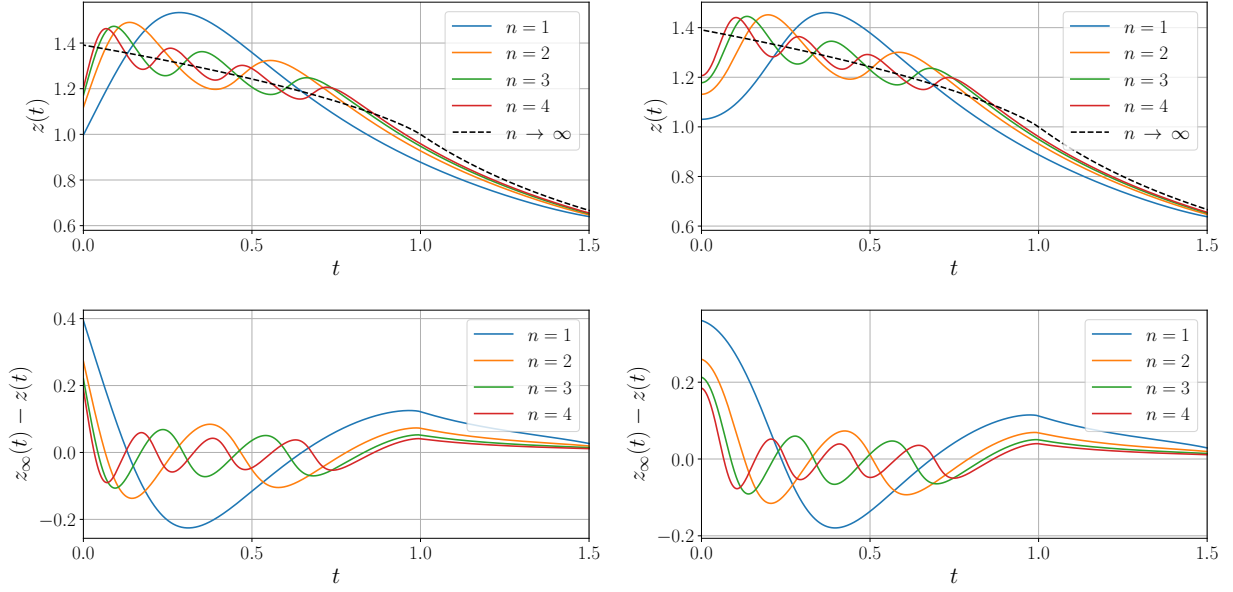 1.4
1.2
1.0
0.8
0.6
z(t)
0.0
0.5
1.0
1.5
t
n = 1
n = 2
n = 3
n = 4
n → ∞
1.4
1.2
1.0
0.8
0.6
z(t)
0.0
0.5
1.0
1.5
t
n = 1
n = 2
n = 3
n = 4
n → ∞
0.4
0.2
0.0
−0.2
z∞(t) − z(t)
0.0
0.5
1.0
1.5
t
n = 1
n = 2
n = 3
n = 4
0.2
0.0
−0.2
z∞(t) − z(t)
0.0
0.5
1.0
1.5
t
n = 1
n = 2
n = 3
n = 4